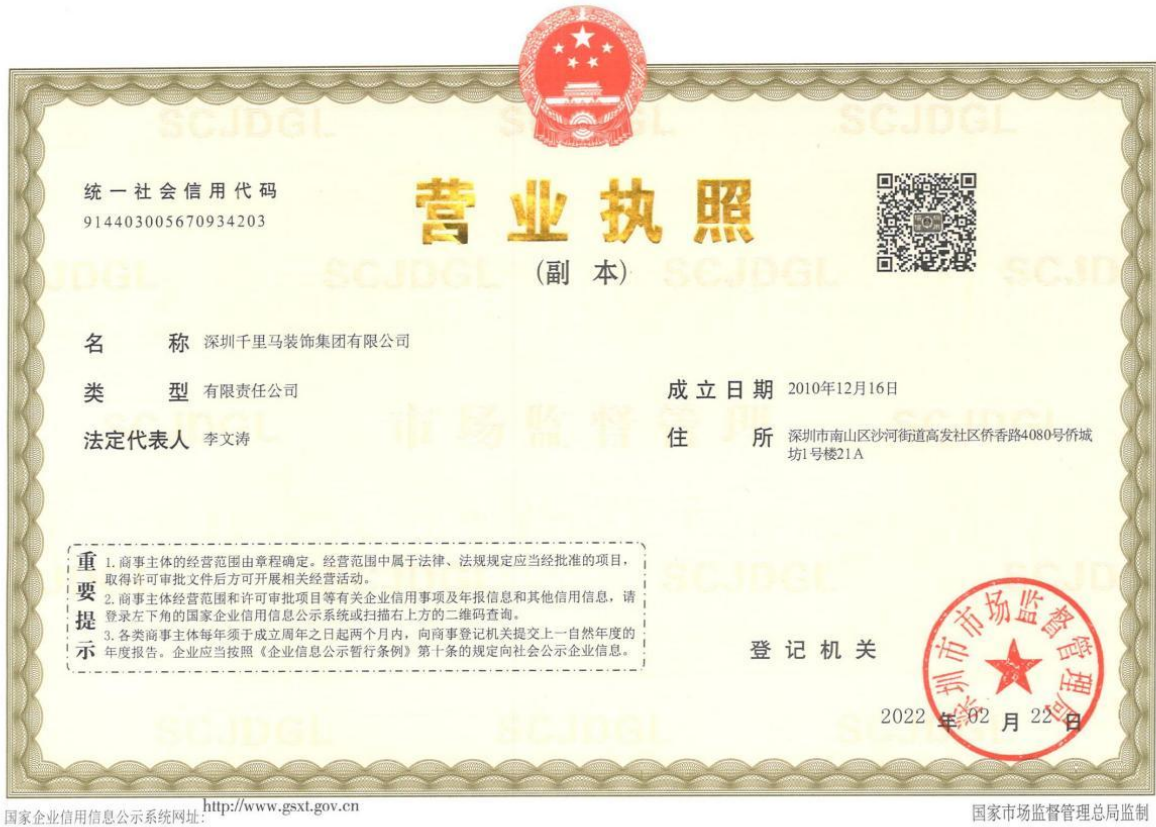 统一社会信用代码
914403005670934203
营业执照
(副 本)
名 称 深圳千里马装饰集团有限公司
类 型 有限责任公司
法定代表人 李文涛
成立日期 2010年12月16日
住 所 深圳市南山区沙河街道高发社区侨香路4080号侨城
坊1号楼21A
重要提示
1. 商事主体的经营范围由章程确定。经营范围中属于法律、法规规定应当经批准的项目,
取得许可审批文件后方可开展相关经营活动。
2. 商事主体经营范围和许可审批项目等有关企业信用事项及年报信息和其他信用信息,请
登录左下角的国家企业信用信息公示系统或扫描右上方的二维码查询。
3. 各类商事主体每年须于成立周年之日起两个月内,向商事登记机关提交上一自然年度的
年度报告。企业应当按照《企业信息公示暂行条例》第十条的规定向社会公示企业信息。
登记机关
深圳市市场监督管理局
2022 年 02 月 22 日
国家企业信用信息公示系统网址: http://www.gsxt.gov.cn
国家市场监督管理总局监制
SCJDGL
市场监督管理